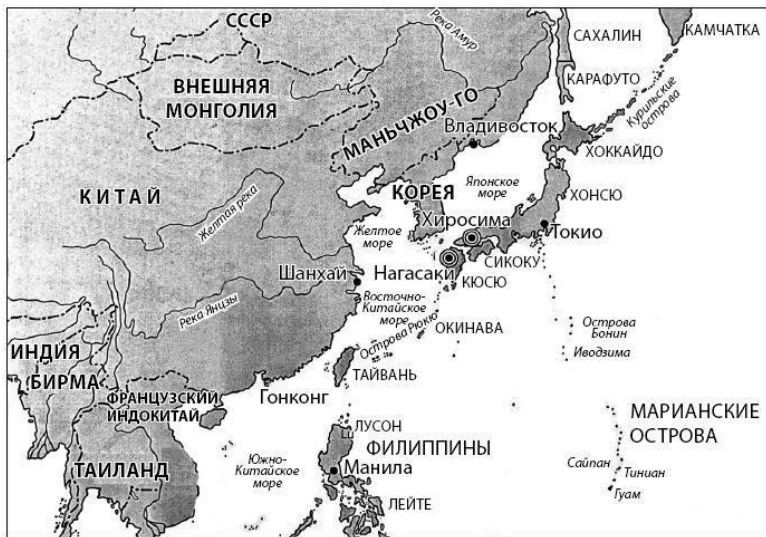 СССР
Река Амур
САХАЛИН
КАМЧАТКА
ВНЕШНЯЯ
МОНГОЛИЯ
КАРАФУТО
Курильские
острова
МАНЬЧЖОУ-ГО
Владивосток
ХОККАЙДО
КИТАЙ
Желтая река
КОРЕЯ
Японское
море
ХОНСЮ
Хиросима
Токио
Желтое
море
СИКОКУ
Шанхай
Нагасаки
КЮСЮ
Река Янцзы
Восточно-
Китайское
море
Острова Рюкю
ОКИНАВА
Острова
Бонин
Иводзима
ИНДИЯ
БИРМА
ТАЙВАНЬ
ФРАНЦУЗСКИЙ
ИНДОКИТАЙ
Гонконг
ЛУСОН
ФИЛИППИНЫ
МАРИАНСКИЕ
ОСТРОВА
ТАИЛАНД
Южно-
Китайское
море
Манила
Сайпан
Тиниан
Гуам
ЛЕЙТЕ